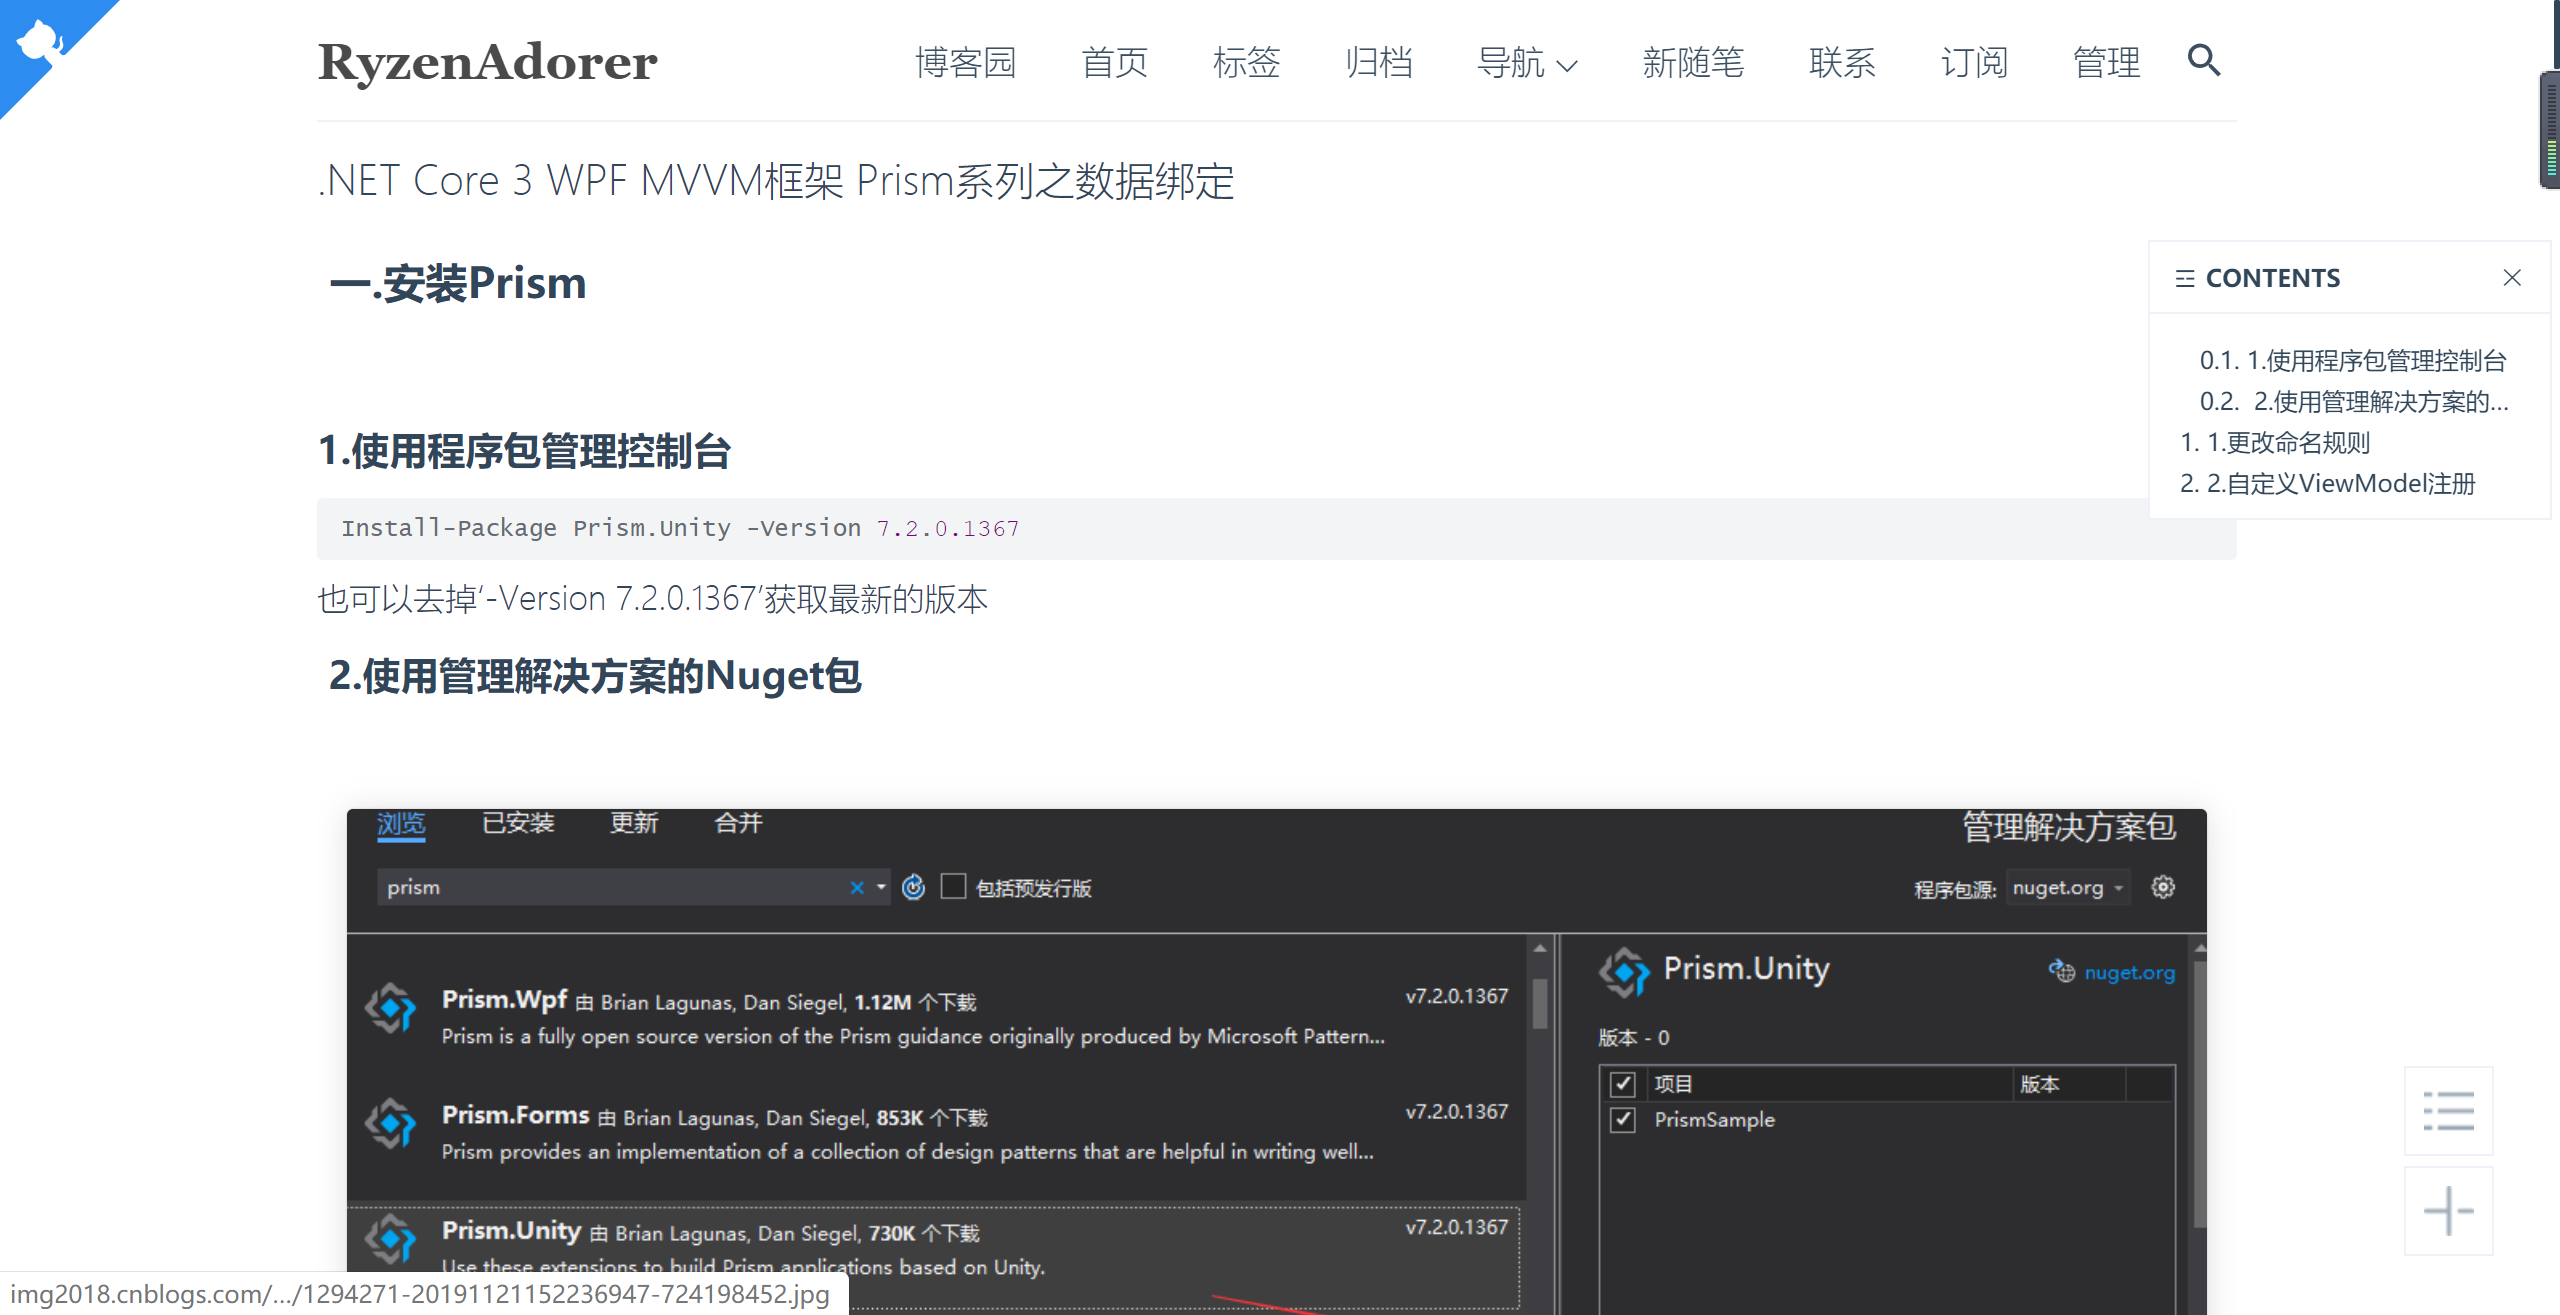 RyzenAdorer
博客园 首页 标签 归档 导航 新随笔 联系 订阅 管理
.NET Core 3 WPF MVVM框架 Prism系列之数据绑定
一.安装Prism
CONTENTS
0.1. 1.使用程序包管理控制台
0.2. 2.使用管理解决方案的...
1. 1.更改命名规则
2. 2.自定义ViewModel注册
1.使用程序包管理控制台
Install-Package Prism.Unity -Version 7.2.0.1367
也可以去掉‘-Version 7.2.0.1367’获取最新的版本
2.使用管理解决方案的Nuget包
浏览 已安装 更新 合并
管理解决方案包
prism
包括预发行版
程序包源: nuget.org
Prism.Wpf 由 Brian Lagunas, Dan Siegel, 1.12M 个下载
v7.2.0.1367
Prism is a fully open source version of the Prism guidance originally produced by Microsoft Pattern...
Prism.Forms 由 Brian Lagunas, Dan Siegel, 853K 个下载
v7.2.0.1367
Prism provides an implementation of a collection of design patterns that are helpful in writing well...
Prism.Unity 由 Brian Lagunas, Dan Siegel, 730K 个下载
v7.2.0.1367
Use these extensions to build Prism applications based on Unity.
Prism.Unity
nuget.org
版本 - 0
项目 版本
PrismSample
img2018.cnblogs.com/.../1294271-20191121152236947-724198452.jpg